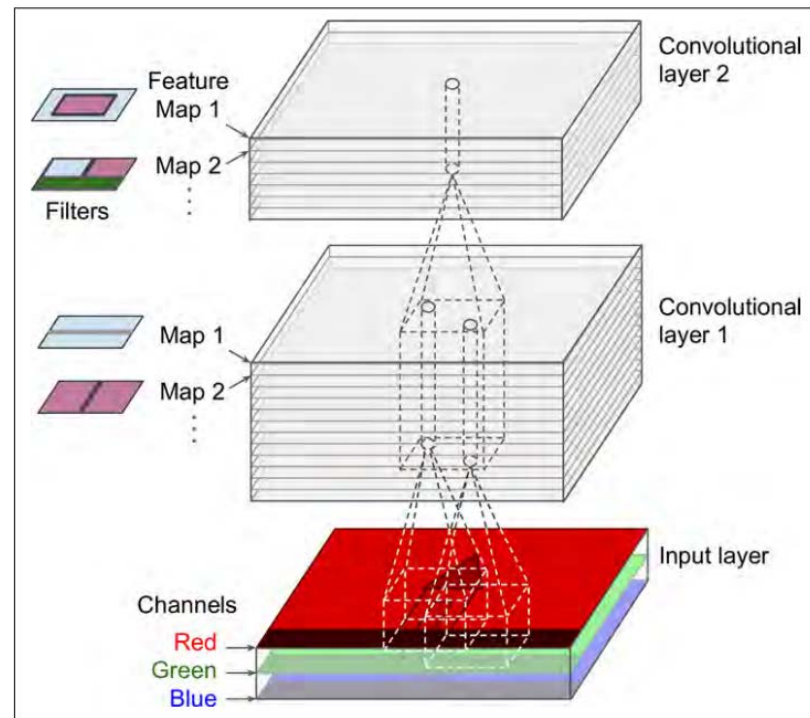 Convolutional
layer 2
Feature
Map 1
Map 2
Filters
Convolutional
layer 1
Map 1
Map 2
Input layer
Channels
Red
Green
Blue